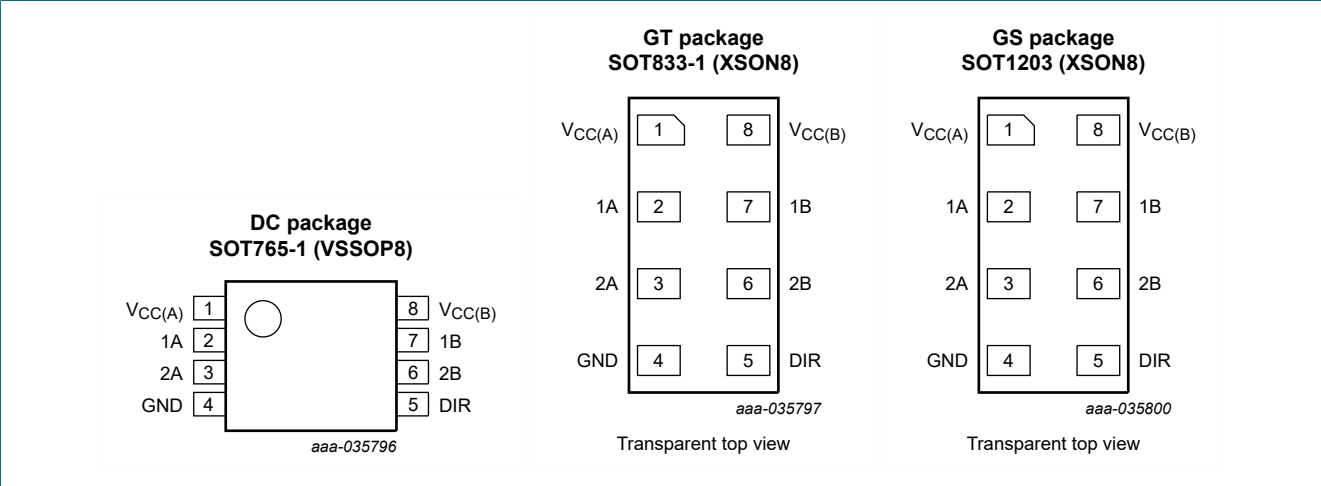 DC package
SOT765-1 (VSSOP8)
VCC(A) 1 8 VCC(B)
1A 2 7 1B
2A 3 6 2B
GND 4 5 DIR
aaa-035796
GT package
SOT833-1 (XSON8)
VCC(A) 1 8 VCC(B)
1A 2 7 1B
2A 3 6 2B
GND 4 5 DIR
aaa-035797
Transparent top view
GS package
SOT1203 (XSON8)
VCC(A) 1 8 VCC(B)
1A 2 7 1B
2A 3 6 2B
GND 4 5 DIR
aaa-035800
Transparent top view